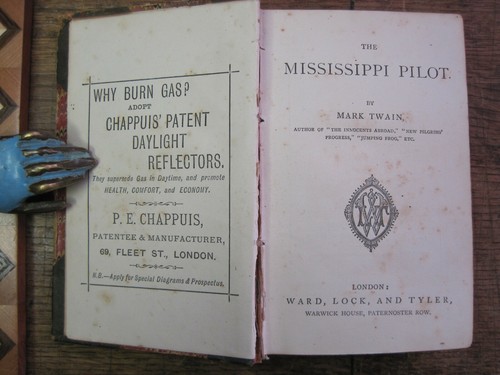 WHY BURN GAS?
ADOPT
CHAPPUIS' PATENT
DAYLIGHT
REFLECTORS.
They supersede Gas in Daytime, and promote
HEALTH, COMFORT, and ECONOMY.
P. E. CHAPPUIS,
PATENTEE & MANUFACTURER,
69, FLEET ST., LONDON.
N.B.—Apply for Special Diagrams & Prospectus.
THE
MISSISSIPPI PILOT.
BY
MARK TWAIN,
AUTHOR OF "THE INNOCENTS ABROAD," "NEW PILGRIMS'
PROGRESS," "JUMPING FROG," ETC.
LONDON:
WARD, LOCK, AND TYLER,
WARWICK HOUSE, PATERNOSTER ROW.